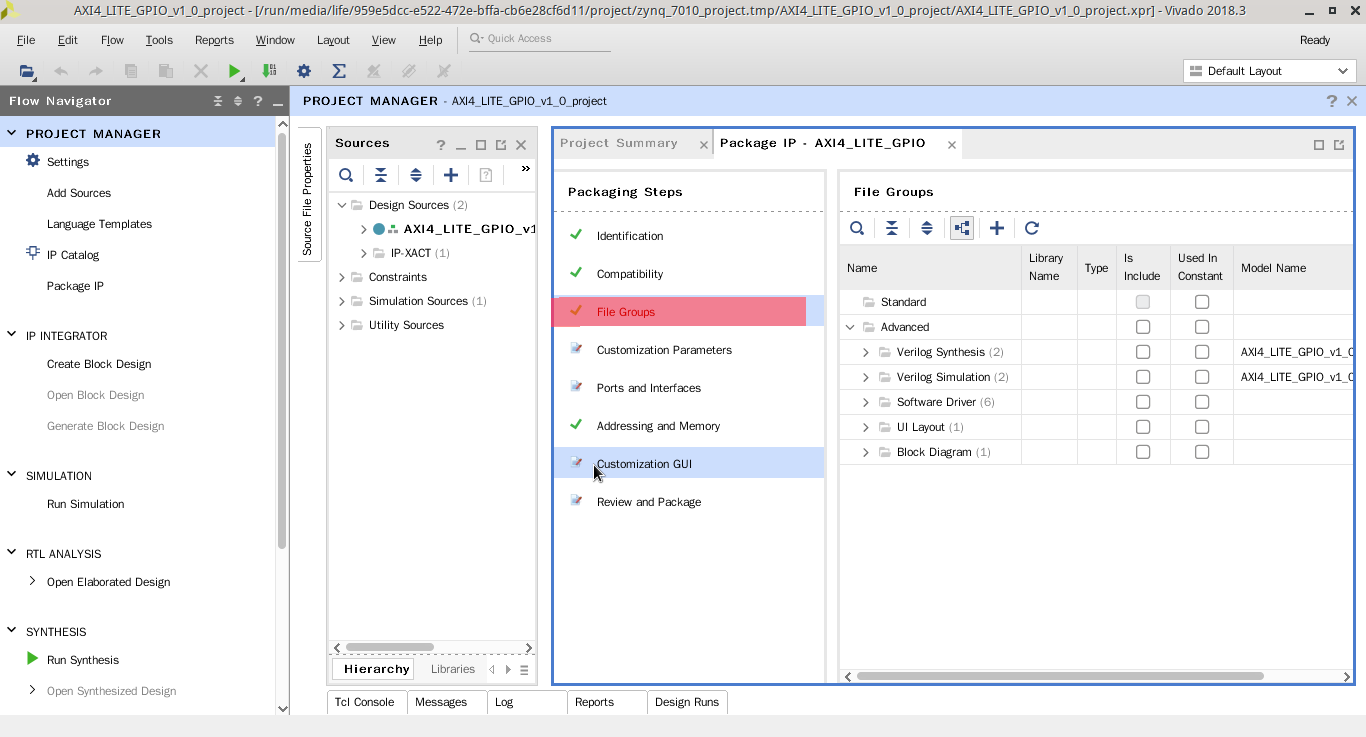 AXI4_LITE_GPIO_v1_0_project - [/run/media/life/959e5dcc-e522-472e-bffa-cb6e28cf6d11/project/zynq_7010_project.tmp/AXI4_LITE_GPIO_v1_0_project/AXI4_LITE_GPIO_v1_0_project.xpr] - Vivado 2018.3
File Edit Flow Tools Reports Window Layout View Help Quick Access Ready
Default Layout
Flow Navigator
PROJECT MANAGER - AXI4_LITE_GPIO_v1_0_project
PROJECT MANAGER
Settings
Add Sources
Language Templates
IP Catalog
Package IP
IP INTEGRATOR
Create Block Design
Open Block Design
Generate Block Design
SIMULATION
Run Simulation
RTL ANALYSIS
Open Elaborated Design
SYNTHESIS
Run Synthesis
Open Synthesized Design
Source File Properties
Sources
Design Sources (2)
AXI4_LITE_GPIO_v1
IP-XACT (1)
Constraints
Simulation Sources (1)
Utility Sources
Hierarchy Libraries
Project Summary Package IP - AXI4_LITE_GPIO
Packaging Steps
Identification
Compatibility
File Groups
Customization Parameters
Ports and Interfaces
Addressing and Memory
Customization GUI
Review and Package
File Groups
Name Library Name Type Is Include Used In Constant Model Name
Standard
Advanced
Verilog Synthesis (2) AXI4_LITE_GPIO_v1_0
Verilog Simulation (2) AXI4_LITE_GPIO_v1_0
Software Driver (6)
UI Layout (1)
Block Diagram (1)
Tcl Console Messages Log Reports Design Runs